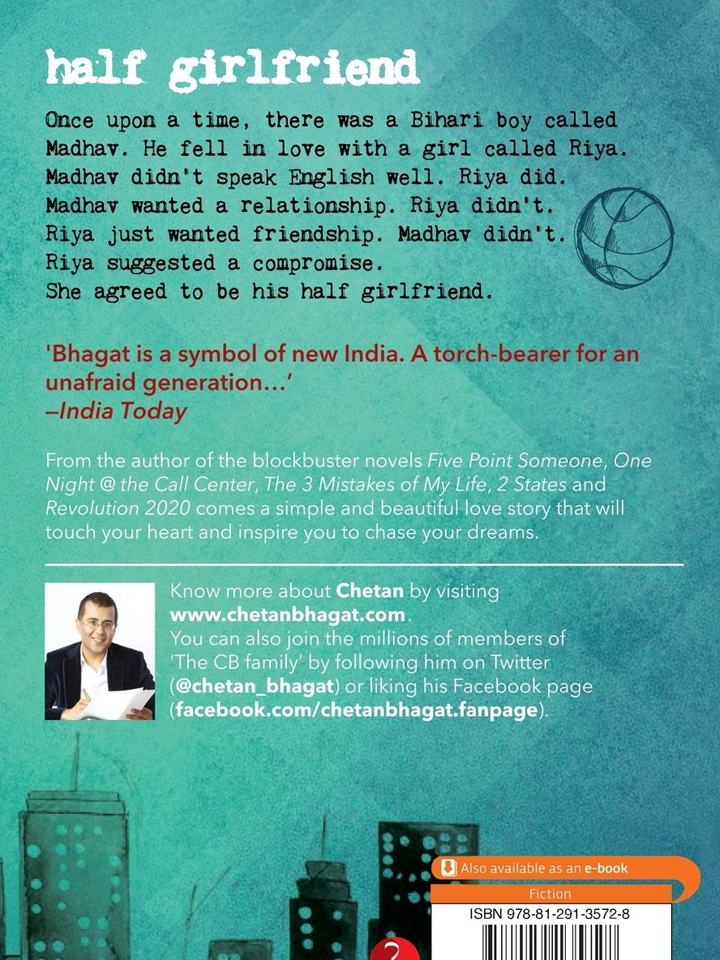 half girlfriend
Once upon a time, there was a Bihari boy called
Madhav. He fell in love with a girl called Riya.
Madhav didn't speak English well. Riya did.
Madhav wanted a relationship. Riya didn't.
Riya just wanted friendship. Madhav didn't.
Riya suggested a compromise.
She agreed to be his half girlfriend.
'Bhagat is a symbol of new India. A torch-bearer for an
unafraid generation…’
—India Today
From the author of the blockbuster novels Five Point Someone, One
Night @ the Call Center, The 3 Mistakes of My Life, 2 States and
Revolution 2020 comes a simple and beautiful love story that will
touch your heart and inspire you to chase your dreams.
Know more about Chetan by visiting
www.chetanbhagat.com.
You can also join the millions of members of
‘The CB family’ by following him on Twitter
(@chetan_bhagat) or liking his Facebook page
(facebook.com/chetanbhagat.fanpage).
Also available as an e-book
Fiction
ISBN 978-81-291-3572-8